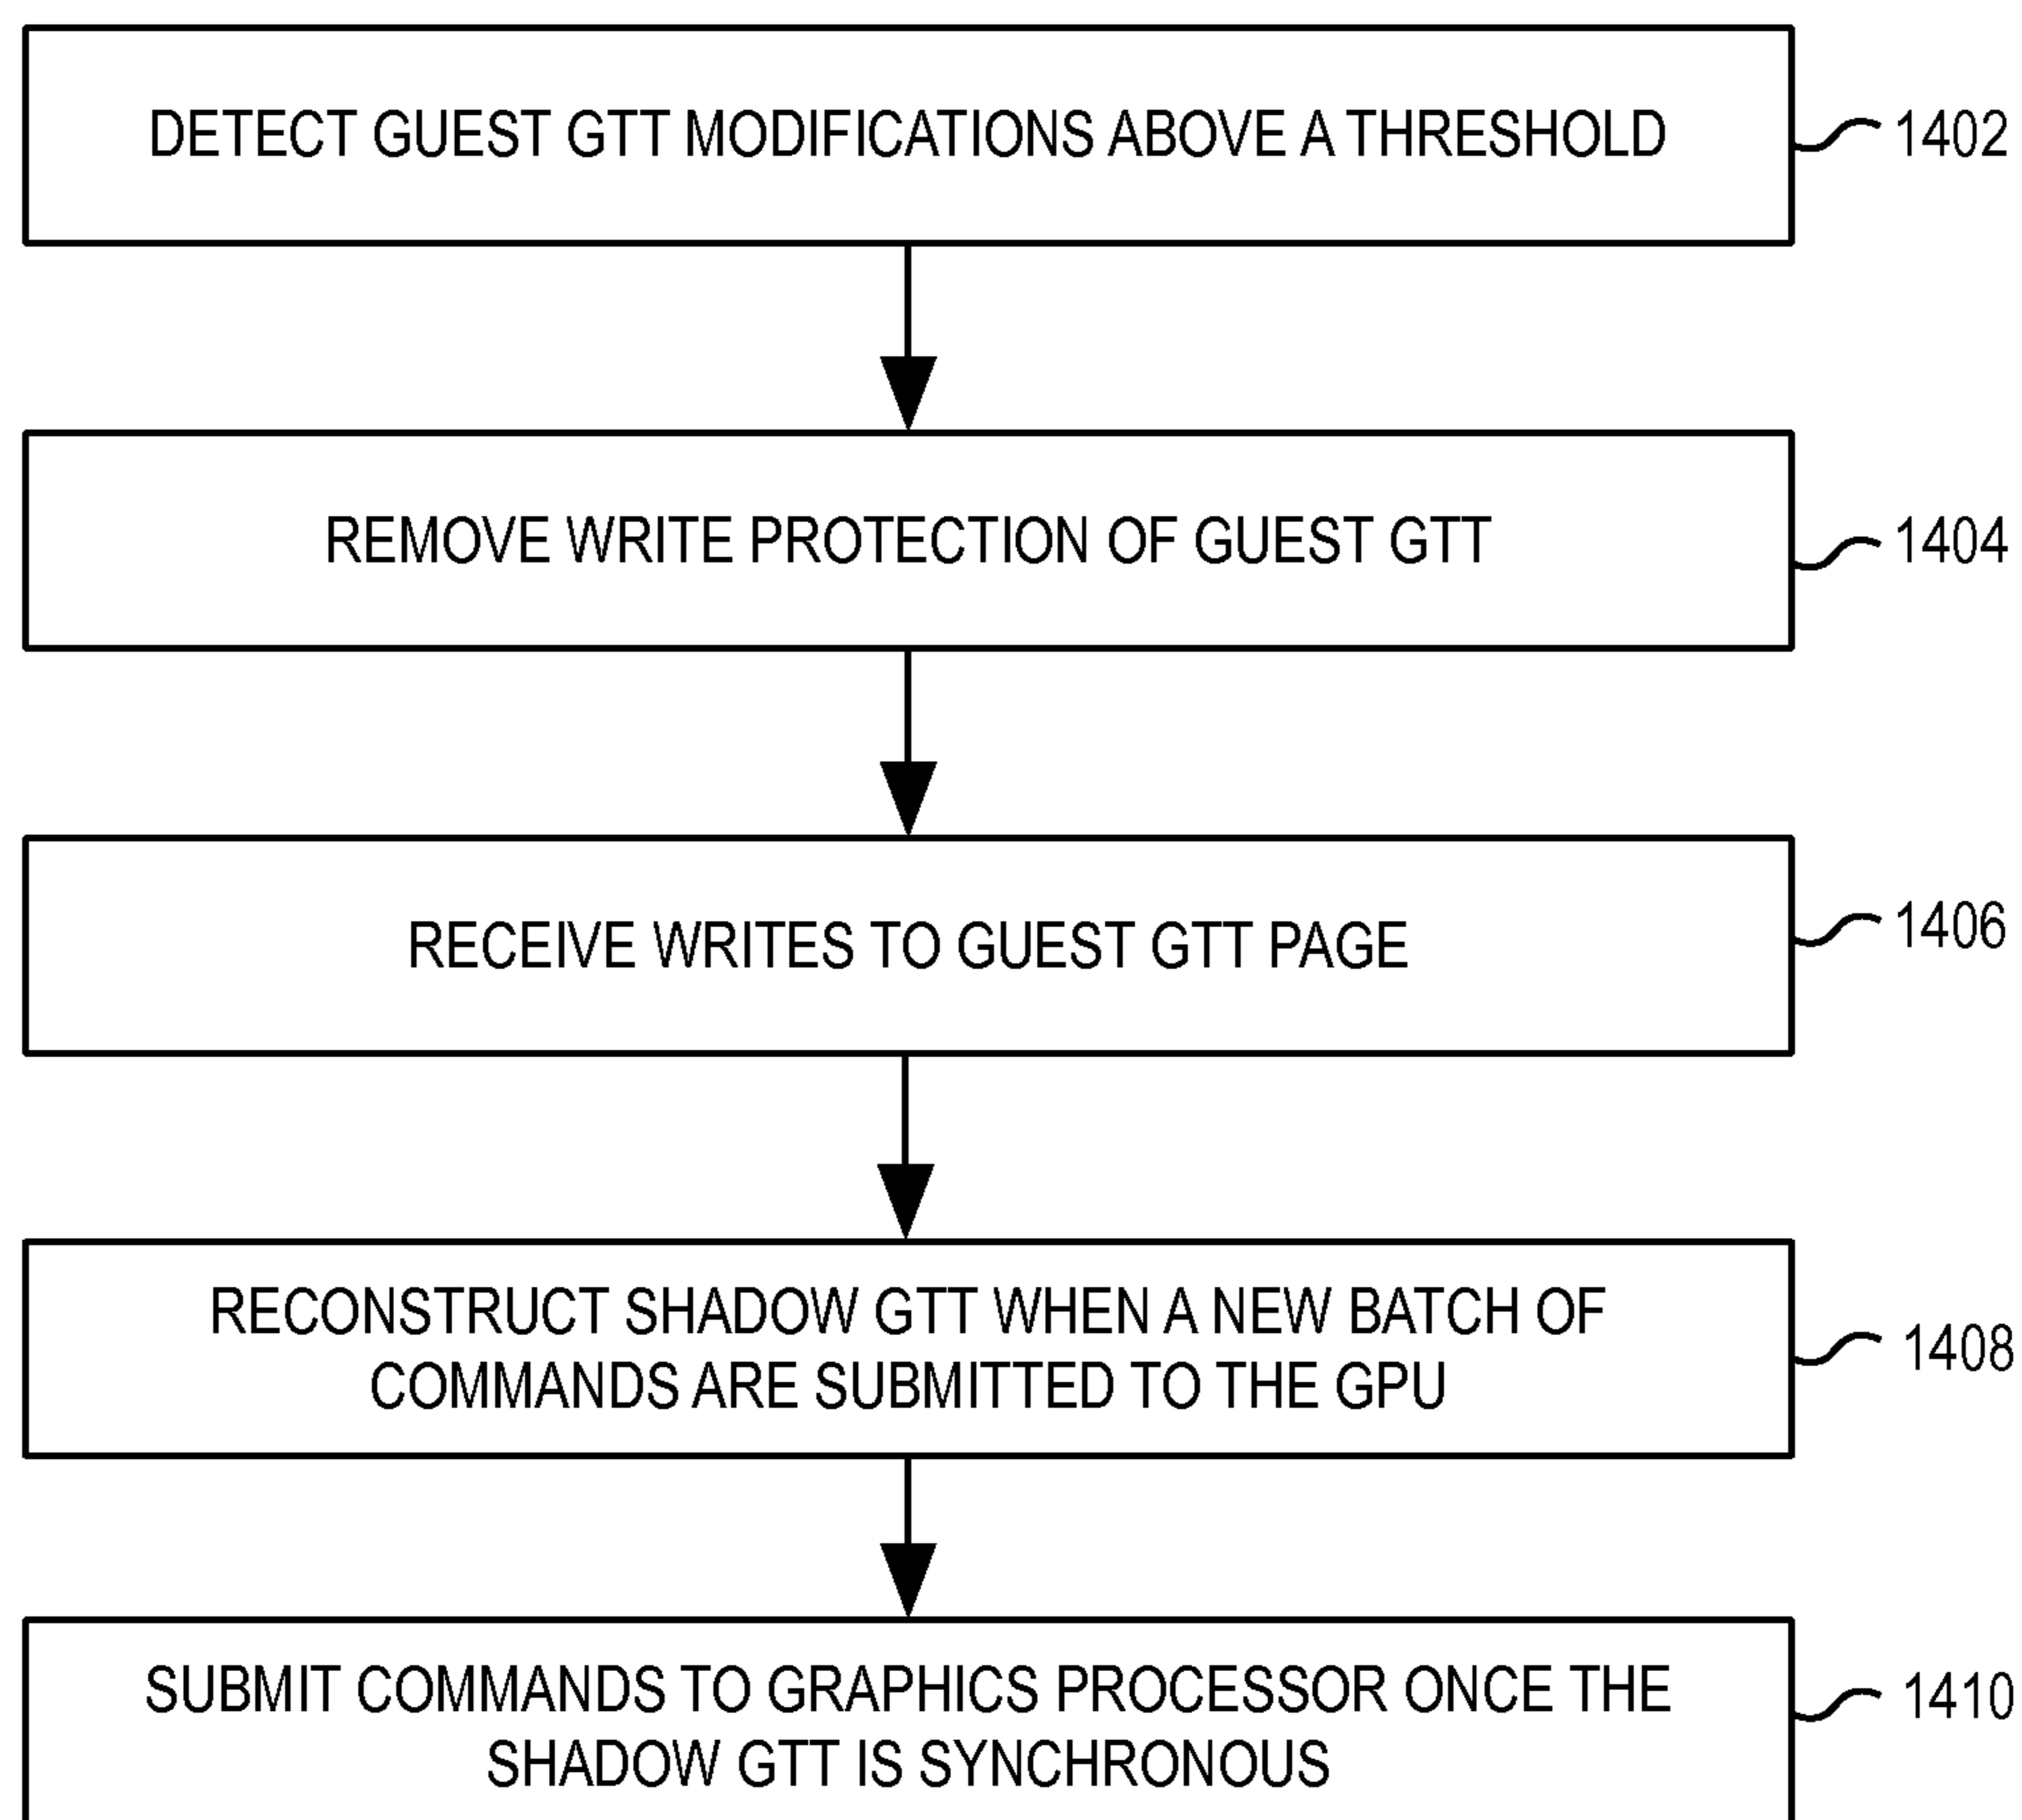 DETECT GUEST GTT MODIFICATIONS ABOVE A THRESHOLD
1402
REMOVE WRITE PROTECTION OF GUEST GTT
1404
RECEIVE WRITES TO GUEST GTT PAGE
1406
RECONSTRUCT SHADOW GTT WHEN A NEW BATCH OF
COMMANDS ARE SUBMITTED TO THE GPU
1408
SUBMIT COMMANDS TO GRAPHICS PROCESSOR ONCE THE
SHADOW GTT IS SYNCHRONOUS
1410